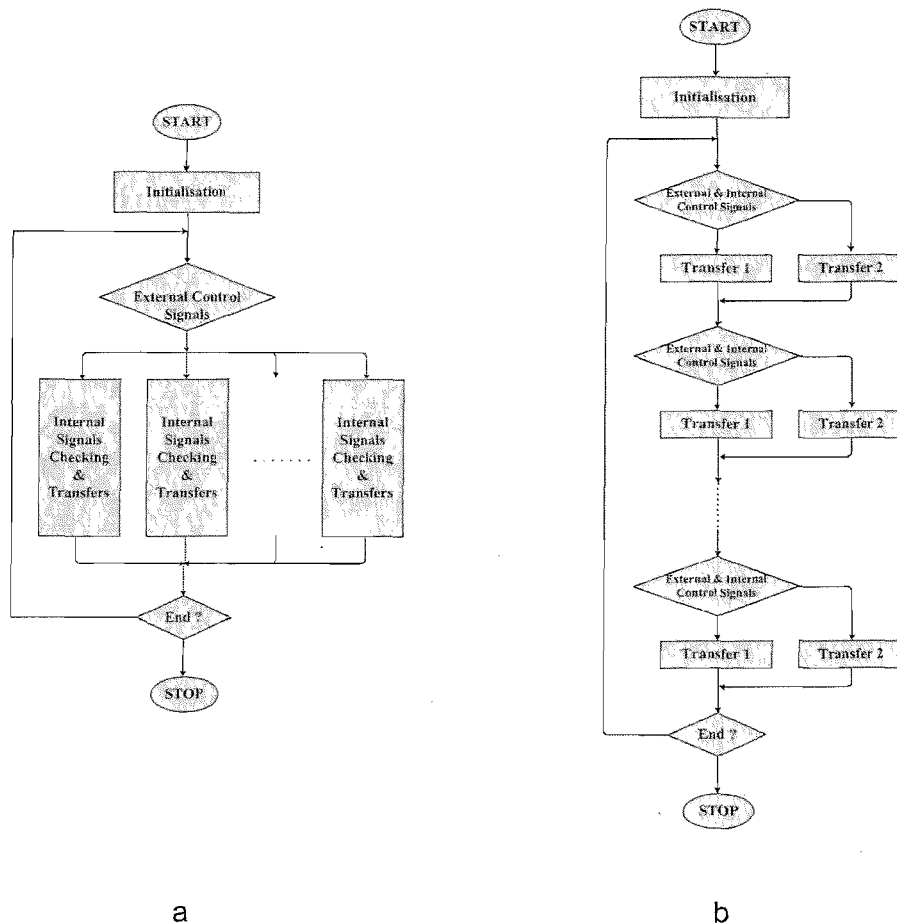 START
Initialisation
External Control
Signals
Internal
Signals
Checking
&
Transfers
Internal
Signals
Checking
&
Transfers
.......
Internal
Signals
Checking
&
Transfers
End ?
STOP
a
START
Initialisation
External & Internal
Control Signals
Transfer 1
Transfer 2
External & Internal
Control Signals
Transfer 1
Transfer 2
External & Internal
Control Signals
Transfer 1
Transfer 2
End ?
STOP
b